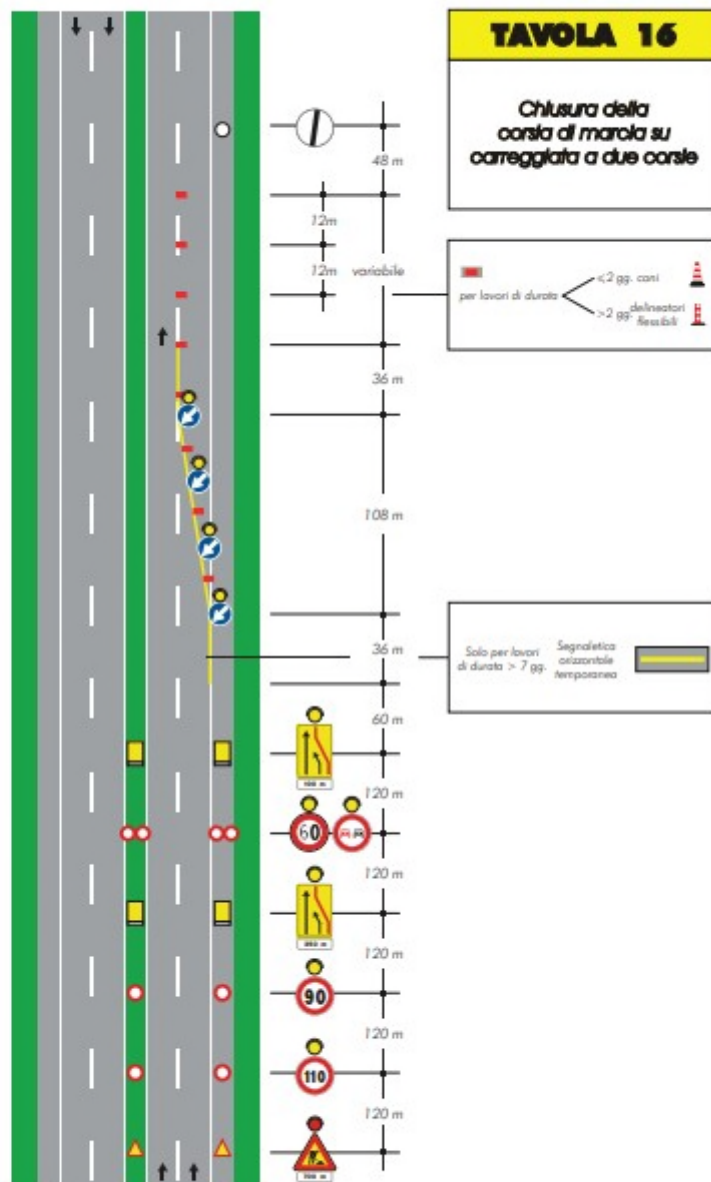 TAVOLA 16
Chiusura della
corsia di marcia su
carreggiata a due corsie
48 m
12m
12m
variabile
per lavori di durata
<2 gg. coni
>2 gg. delineatori
flessibili
36 m
108 m
36 m
Solo per lavori
di durata > 7 gg.
Segnaletica
orizzontale
temporanea
60 m
120 m
60
120 m
120 m
90
120 m
110
120 m